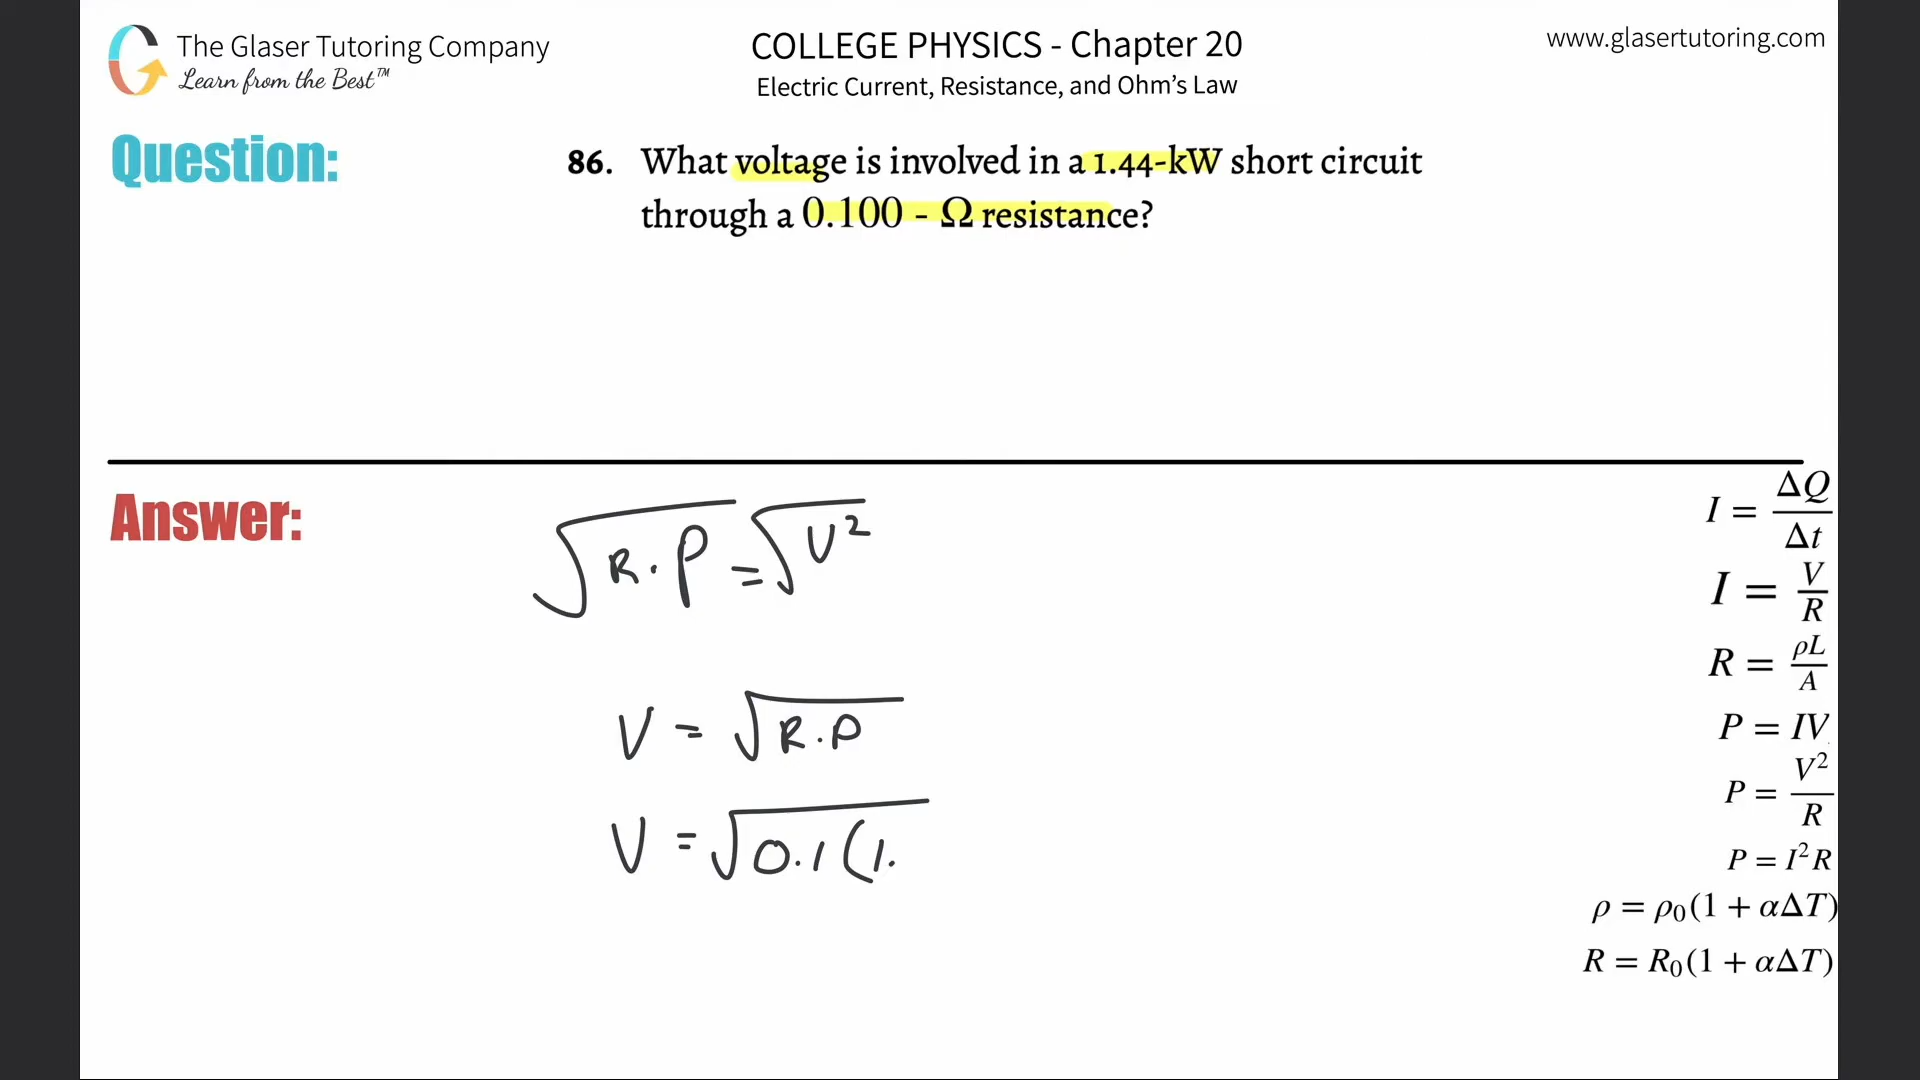 The Glaser Tutoring Company
Learn from the Best™
COLLEGE PHYSICS - Chapter 20
Electric Current, Resistance, and Ohm's Law
www.glasertutoring.com
Question:
86. What voltage is involved in a 1.44-kW short circuit
through a 0.100 - Ω resistance?
Answer:
√R·P = √V²
V = √R·P
V = √0.1(1.
I = ΔQ/Δt
I = V/R
R = ρL/A
P = IV
P = V²/R
P = I²R
ρ = ρ₀(1 + αΔT)
R = R₀(1 + αΔT)